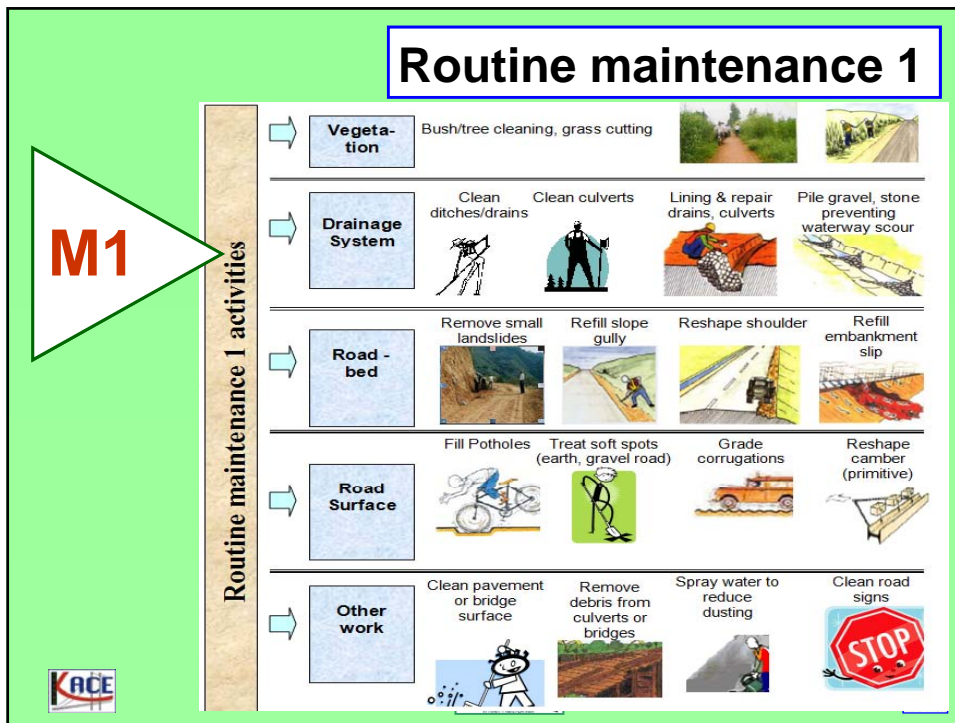 Routine maintenance 1
M1
Routine maintenance 1 activities
Vegeta-
tion
Bush/tree cleaning, grass cutting
Drainage
System
Clean
ditches/drains
Clean culverts
Lining & repair
drains, culverts
Pile gravel, stone
preventing
waterway scour
Road -
bed
Remove small
landslides
Refill slope
gully
Reshape shoulder
Refill
embankment
slip
Road
Surface
Fill Potholes
Treat soft spots
(earth, gravel road)
Grade
corrugations
Reshape
camber
(primitive)
Other
work
Clean pavement
or bridge
surface
Remove
debris from
culverts or
bridges
Spray water to
reduce
dusting
Clean road
signs
STOP
KACE